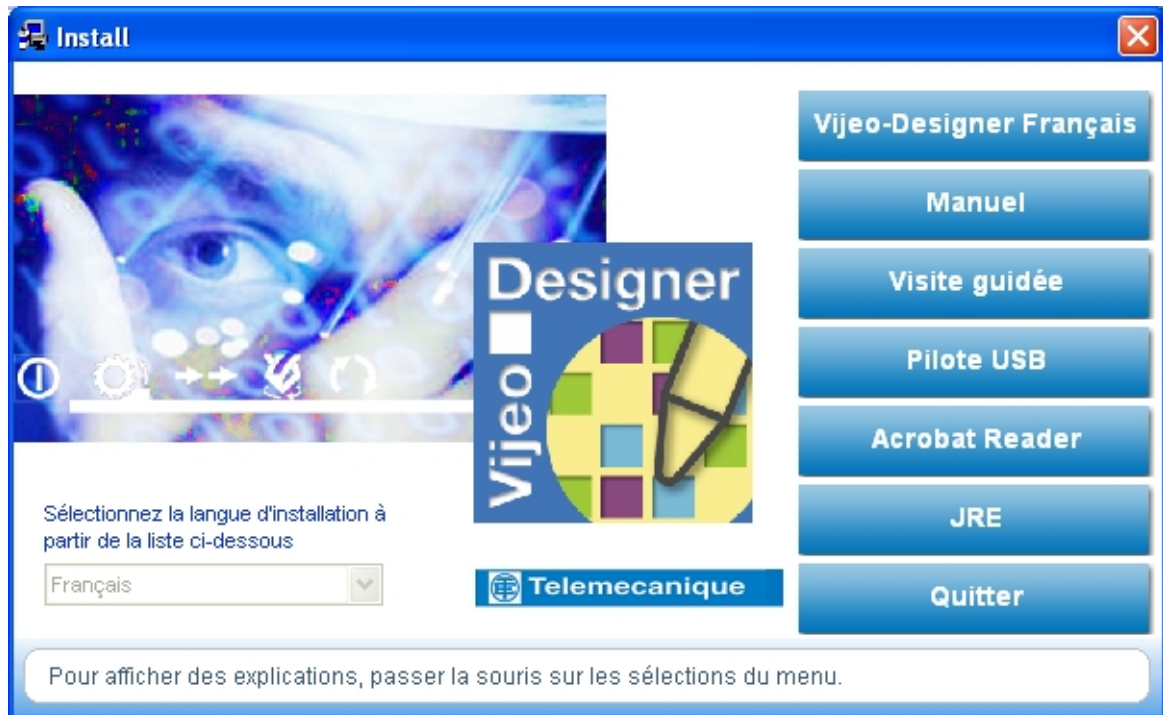 Install
Vijeo-Designer Français
Manuel
Visite guidée
Pilote USB
Acrobat Reader
JRE
Quitter
Designer
Vijeo
Sélectionnez la langue d'installation à
partir de la liste ci-dessous
Français
Telemecanique
Pour afficher des explications, passer la souris sur les sélections du menu.